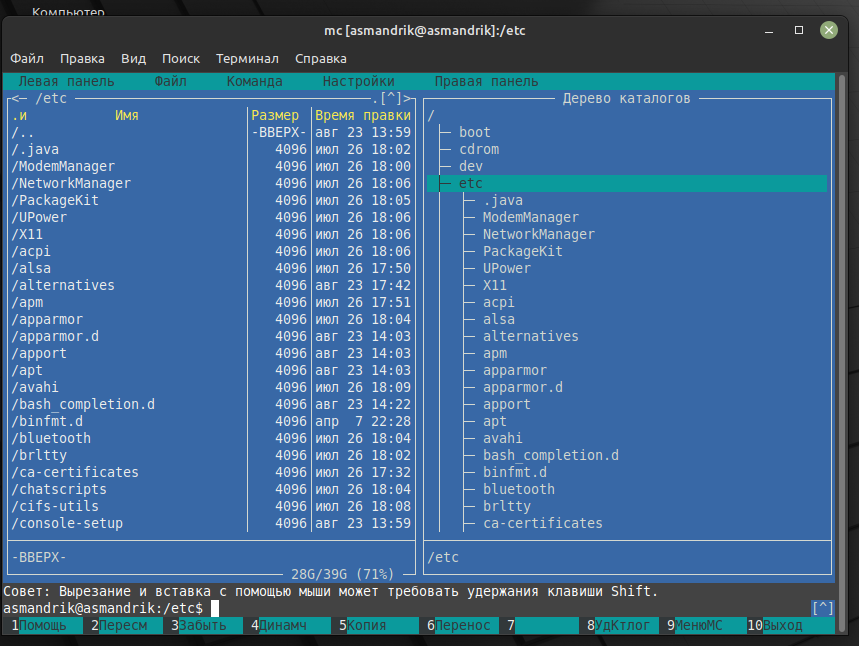 Компьютер
mc [asmandrik@asmandrik]:/etc
Файл Правка Вид Поиск Терминал Справка
Левая панель Файл Команда Настройки Правая панель
<─ /etc .[^]> Дерево каталогов
.и Имя Размер Время правки /
/.. -ВВЕРХ- авг 23 13:59 boot
/.java 4096 июл 26 18:02 cdrom
/ModemManager 4096 июл 26 18:00 dev
/NetworkManager 4096 июл 26 18:06 etc
/PackageKit 4096 июл 26 18:05 .java
/UPower 4096 июл 26 18:06 ModemManager
/X11 4096 июл 26 18:06 NetworkManager
/acpi 4096 июл 26 18:06 PackageKit
/alsa 4096 июл 26 17:50 UPower
/alternatives 4096 авг 23 17:42 X11
/apm 4096 июл 26 17:51 acpi
/apparmor 4096 июл 26 18:04 alsa
/apparmor.d 4096 авг 23 14:03 alternatives
/apport 4096 авг 23 14:03 apm
/apt 4096 авг 23 14:03 apparmor
/avahi 4096 июл 26 18:09 apparmor.d
/bash_completion.d 4096 авг 23 14:22 apport
/binfmt.d 4096 апр 7 22:28 apt
/bluetooth 4096 июл 26 18:04 avahi
/brltty 4096 июл 26 18:02 bash_completion.d
/ca-certificates 4096 июл 26 17:32 binfmt.d
/chatscripts 4096 июл 26 18:04 bluetooth
/cifs-utils 4096 июл 26 18:08 brltty
/console-setup 4096 авг 23 13:59 ca-certificates
-ВВЕРХ- /etc
28G/39G (71%)
Совет: Вырезание и вставка с помощью мыши может требовать удержания клавиши Shift.
asmandrik@asmandrik:/etc$ [^]
1Помощь 2Пересм 3Забыть 4Динамч 5Копия 6Перенос 7 8УдКтлог 9МенюMC 10Выход